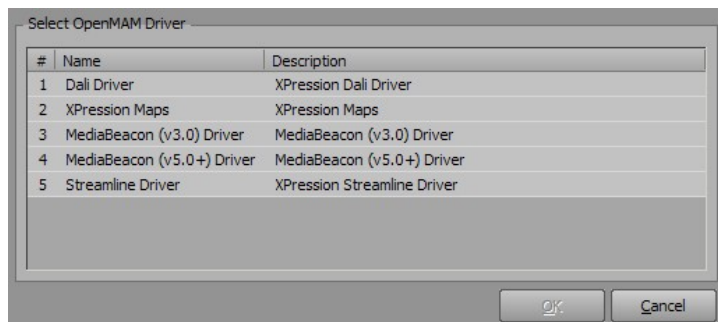 Select OpenMAM Driver
# Name Description
1 Dali Driver XPression Dali Driver
2 XPression Maps XPression Maps
3 MediaBeacon (v3.0) Driver MediaBeacon (v3.0) Driver
4 MediaBeacon (v5.0+) Driver MediaBeacon (v5.0+) Driver
5 Streamline Driver XPression Streamline Driver
OK Cancel